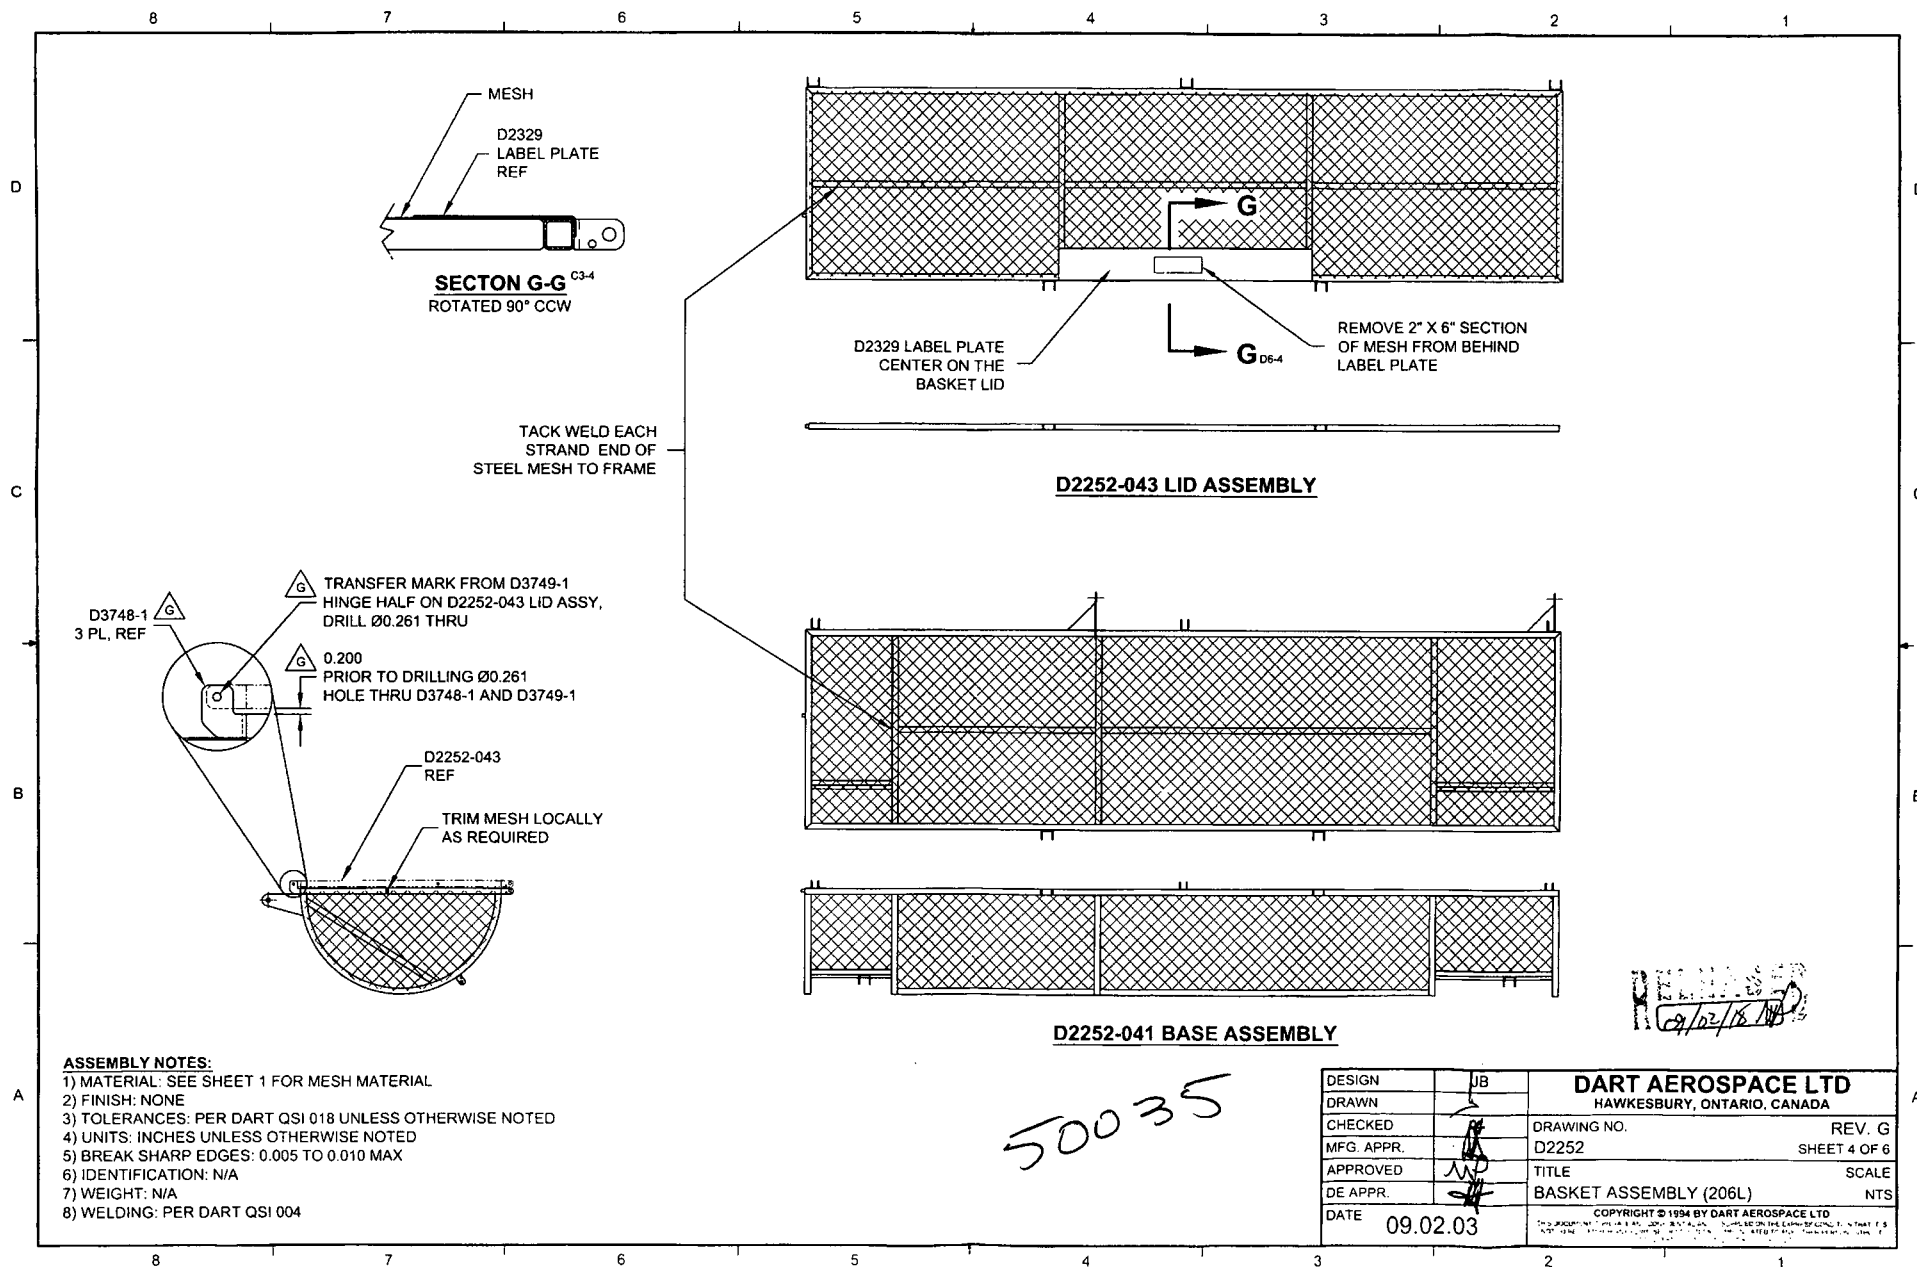 8 7 6 5 4 3 2 1
D
C
B
A
MESH
D2329
LABEL PLATE
REF
SECTON G-G C3-4
ROTATED 90° CCW
G
G D6-4
D2329 LABEL PLATE
CENTER ON THE
BASKET LID
REMOVE 2" X 6" SECTION
OF MESH FROM BEHIND
LABEL PLATE
TACK WELD EACH
STRAND END OF
STEEL MESH TO FRAME
D2252-043 LID ASSEMBLY
D3748-1
3 PL, REF
G
G
TRANSFER MARK FROM D3749-1
HINGE HALF ON D2252-043 LID ASSY,
DRILL Ø0.261 THRU
G
0.200
PRIOR TO DRILLING Ø0.261
HOLE THRU D3748-1 AND D3749-1
D2252-043
REF
TRIM MESH LOCALLY
AS REQUIRED
D2252-041 BASE ASSEMBLY
RELEASED
09/02/18
50035
ASSEMBLY NOTES:
1) MATERIAL: SEE SHEET 1 FOR MESH MATERIAL
2) FINISH: NONE
3) TOLERANCES: PER DART QSI 018 UNLESS OTHERWISE NOTED
4) UNITS: INCHES UNLESS OTHERWISE NOTED
5) BREAK SHARP EDGES: 0.005 TO 0.010 MAX
6) IDENTIFICATION: N/A
7) WEIGHT: N/A
8) WELDING: PER DART QSI 004
DESIGN JB
DRAWN
CHECKED
MFG. APPR.
APPROVED
DE APPR.
DATE 09.02.03
DART AEROSPACE LTD
HAWKESBURY, ONTARIO, CANADA
DRAWING NO. REV. G
D2252 SHEET 4 OF 6
TITLE SCALE
BASKET ASSEMBLY (206L) NTS
COPYRIGHT © 1994 BY DART AEROSPACE LTD
8 7 6 5 4 3 2 1